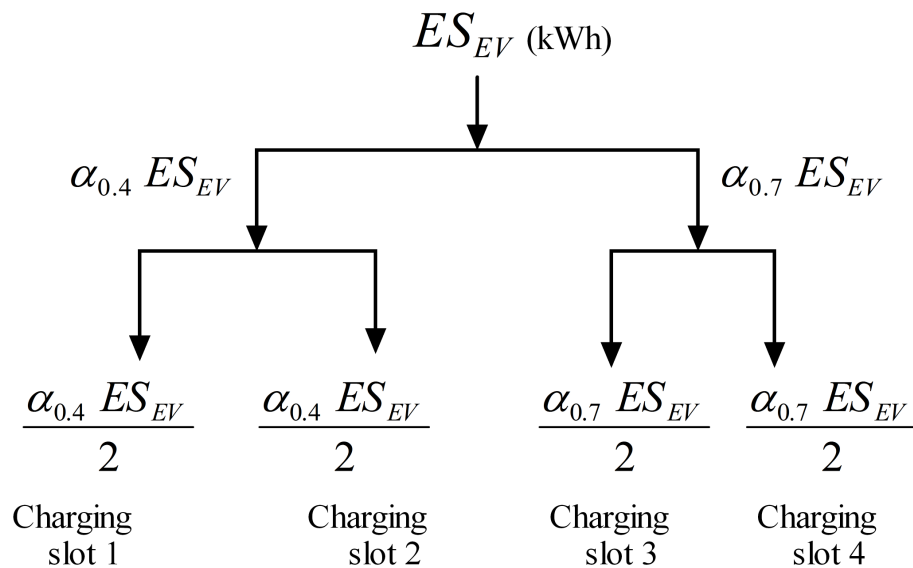 ES_EV (kWh)
α_0.4 ES_EV α_0.7 ES_EV
α_0.4 ES_EV α_0.4 ES_EV α_0.7 ES_EV α_0.7 ES_EV
2 2 2 2
Charging Charging Charging Charging
slot 1 slot 2 slot 3 slot 4